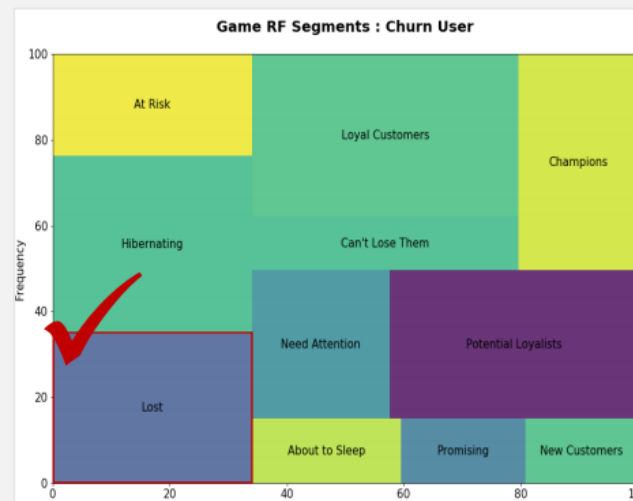 Game RF Segments : Churn User
100
At Risk
Loyal Customers
80
Champions
60
Hibernating
Can't Lose Them
Frequency
40
Need Attention
Potential Loyalists
20
Lost
About to Sleep
Promising
New Customers
0
0
20
40
60
80